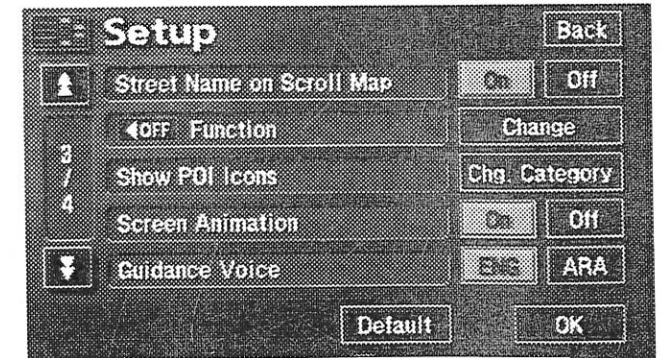 Setup Back
Street Name on Scroll Map On Off
◀OFF Function Change
3
/
4
Show POI Icons Chg. Category
Screen Animation On Off
Guidance Voice ENG ARA
Default OK